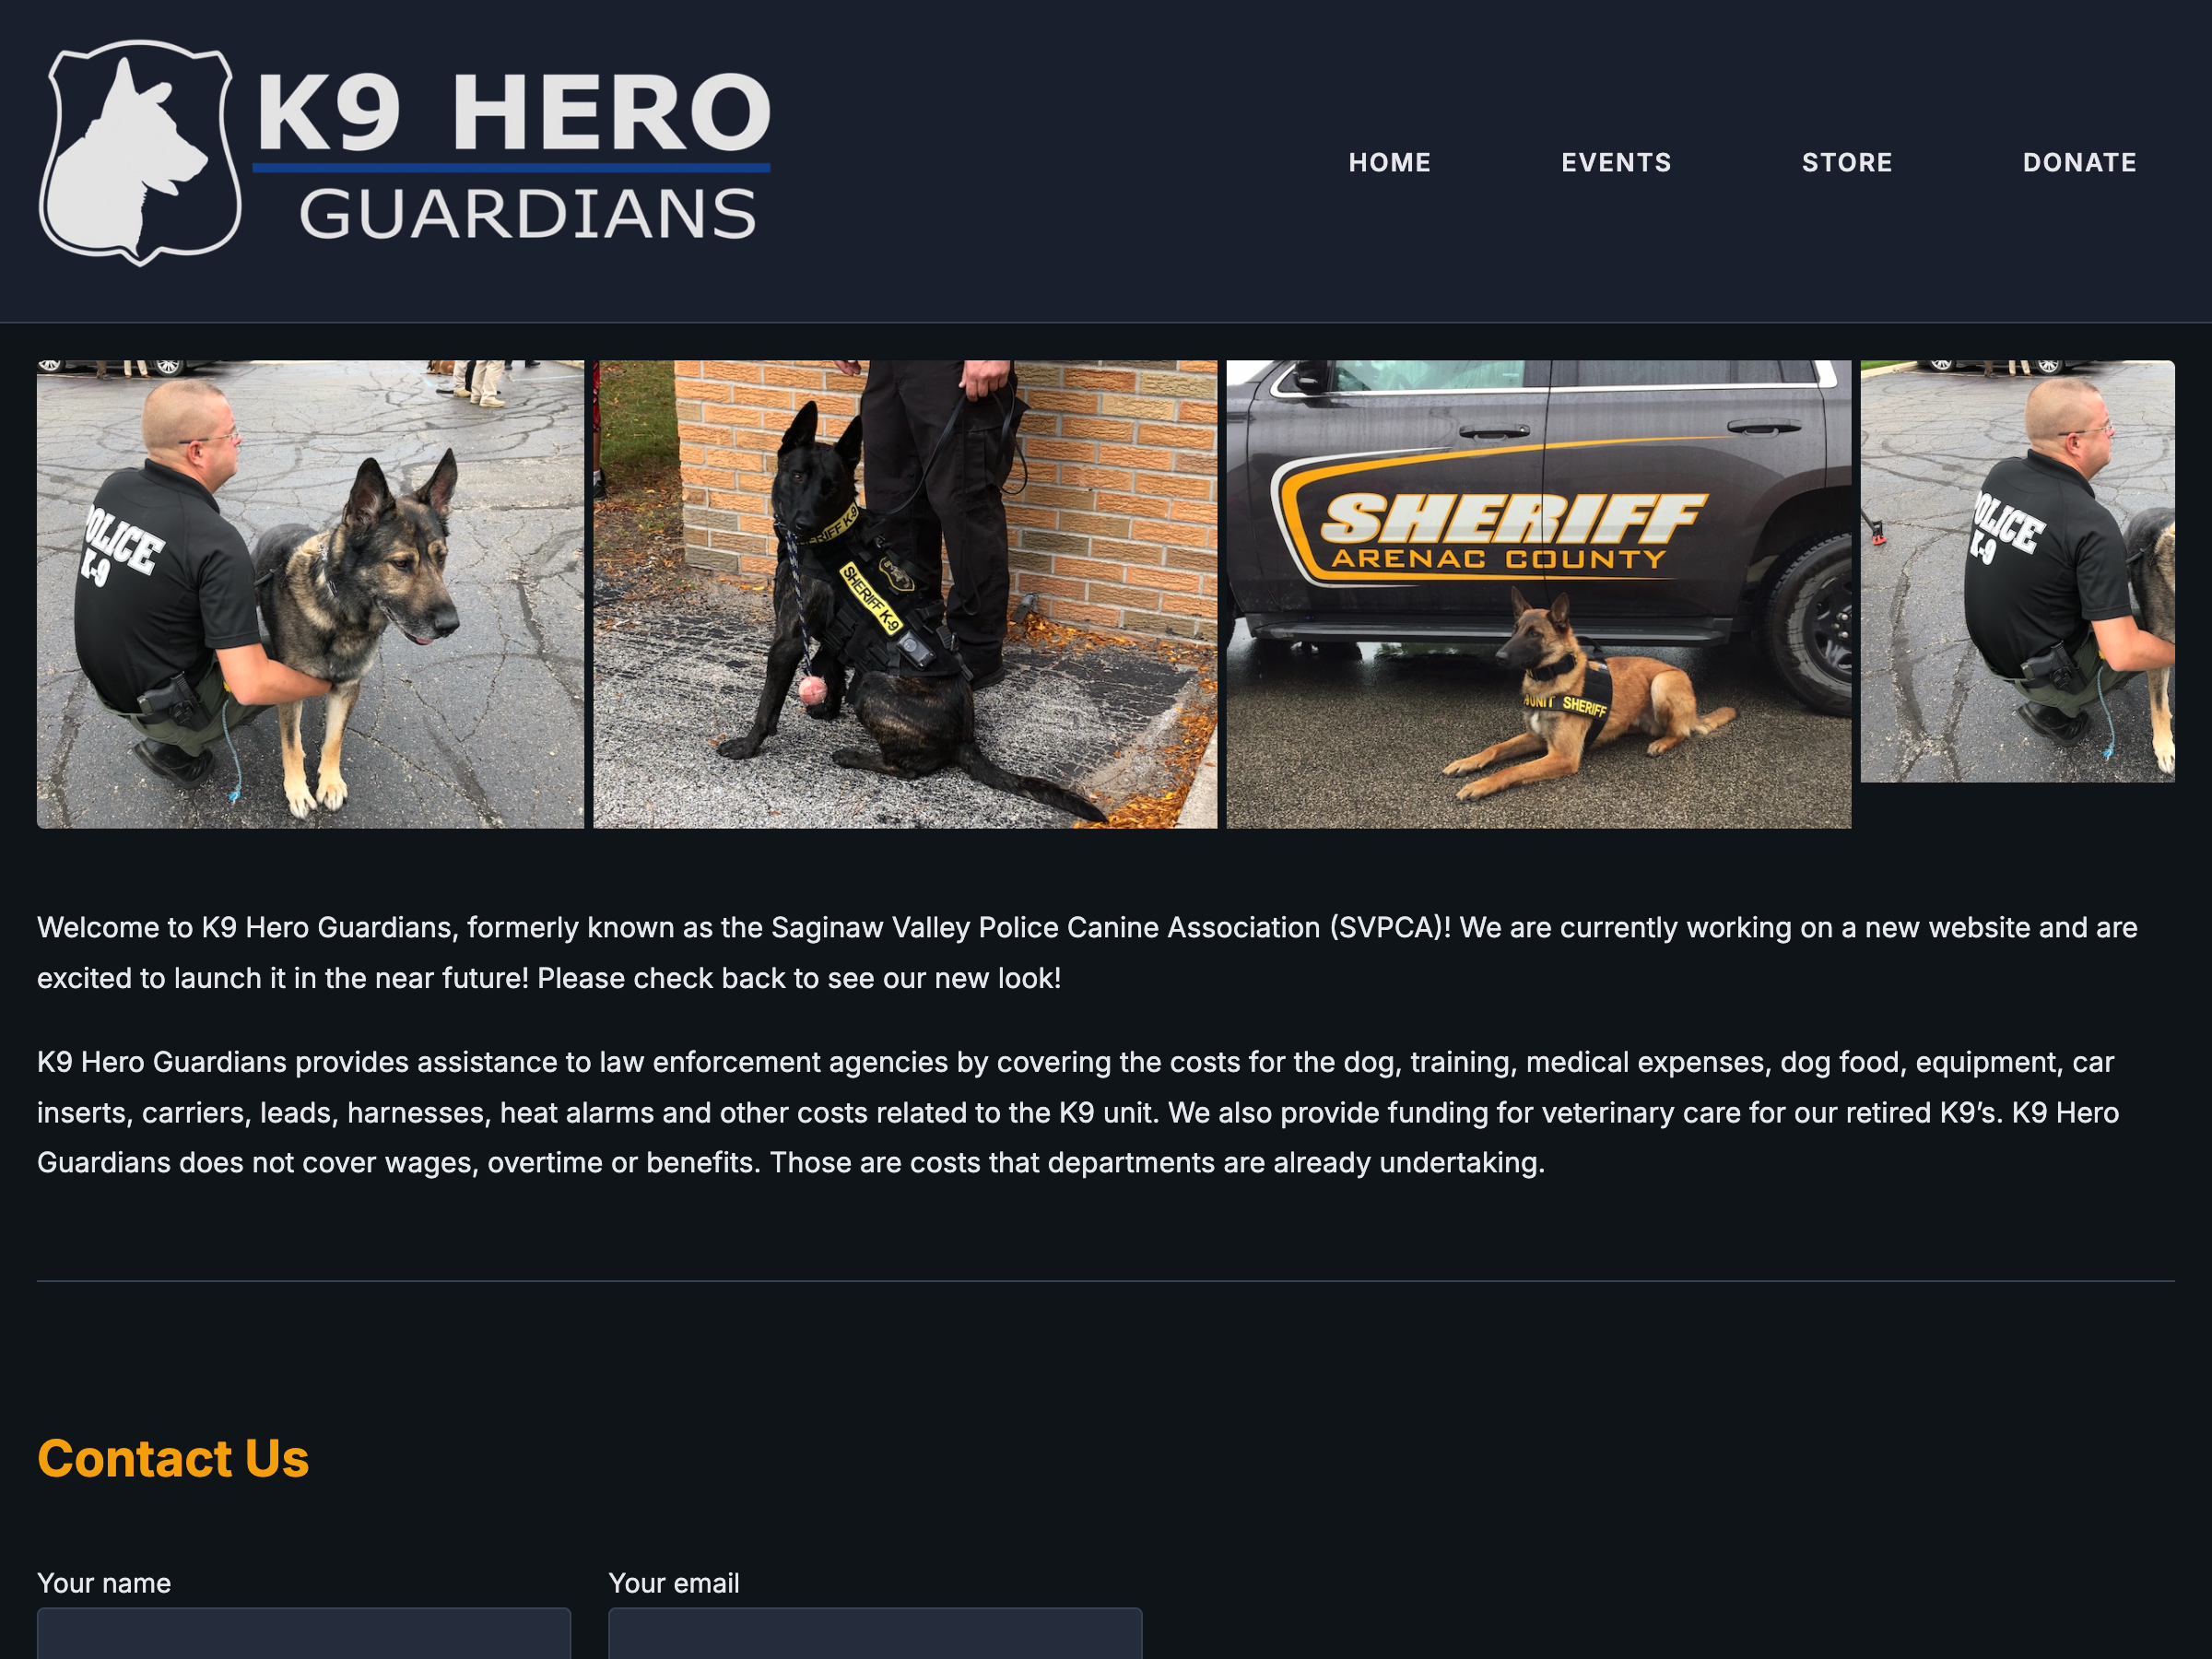 K9 HERO
GUARDIANS
HOME
EVENTS
STORE
DONATE
POLICE
K-9
SHERIFF K-9
SHERIFF K-9
SHERIFF
ARENAC COUNTY
UNIT SHERIFF
OLICE
K-9
Welcome to K9 Hero Guardians, formerly known as the Saginaw Valley Police Canine Association (SVPCA)! We are currently working on a new website and are
excited to launch it in the near future! Please check back to see our new look!
K9 Hero Guardians provides assistance to law enforcement agencies by covering the costs for the dog, training, medical expenses, dog food, equipment, car
inserts, carriers, leads, harnesses, heat alarms and other costs related to the K9 unit. We also provide funding for veterinary care for our retired K9’s. K9 Hero
Guardians does not cover wages, overtime or benefits. Those are costs that departments are already undertaking.
Contact Us
Your name
Your email